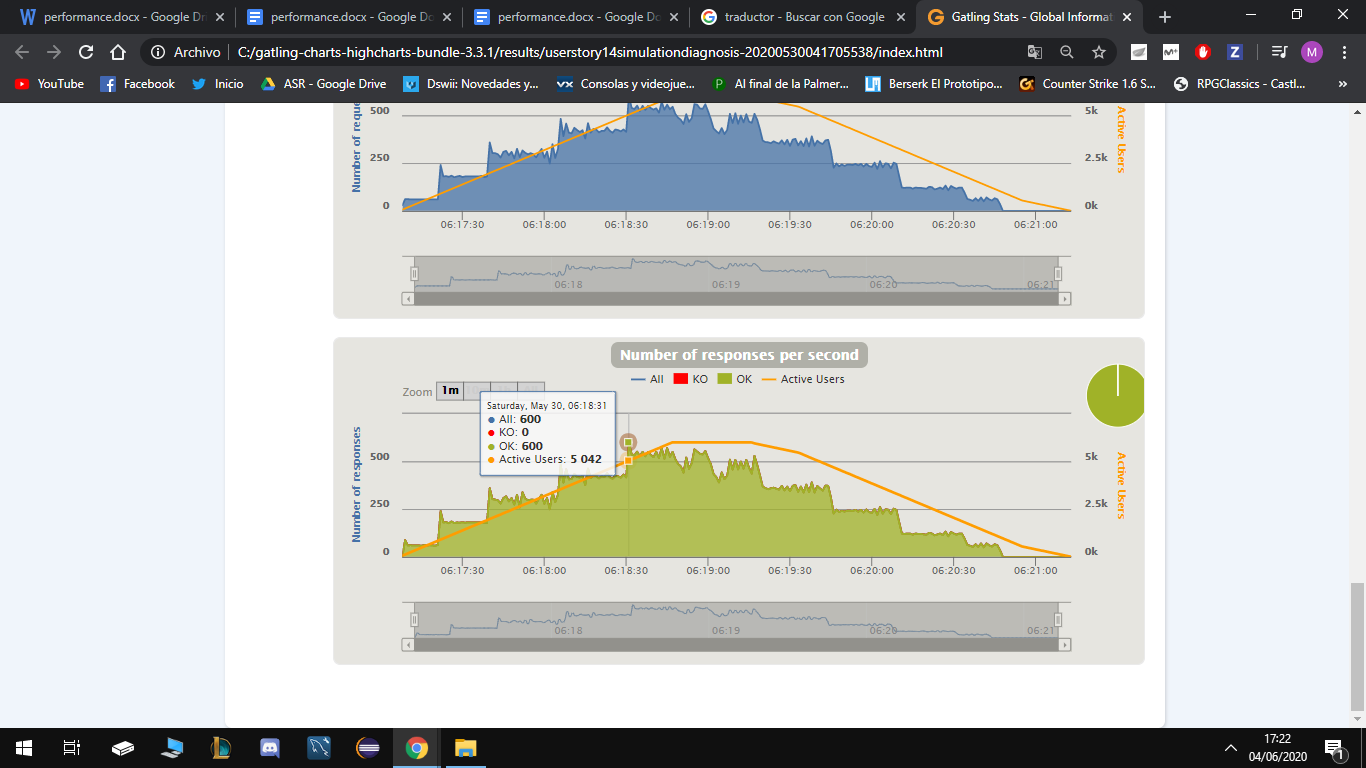 performance.docx - Google Dr
performance.docx - Google Do
performance.docx - Google Do
traductor - Buscar con Google
Gatling Stats - Global Informat
Archivo
C:/gatling-charts-highcharts-bundle-3.3.1/results/userstory14simulationdiagnosis-20200530041705538/index.html
M
YouTube
Facebook
Inicio
ASR - Google Drive
Dswii: Novedades y...
Consolas y videojue...
Al final de la Palmer...
Berserk El Prototipo...
Counter Strike 1.6 S...
RPGClassics - Castl...
»
Number of reque
500
250
0
5k
2.5k
0k
Active Users
06:17:30 06:18:00 06:18:30 06:19:00 06:19:30 06:20:00 06:20:30 06:21:00
06:18 06:19 06:20 06:21
Number of responses per second
All KO OK Active Users
Zoom 1m
Saturday, May 30, 06:18:31
All: 600
KO: 0
OK: 600
Active Users: 5 042
Number of responses
500
250
0
5k
2.5k
0k
Active Users
06:17:30 06:18:00 06:18:30 06:19:00 06:19:30 06:20:00 06:20:30 06:21:00
06:18 06:19 06:20 06:21
17:22
04/06/2020
1